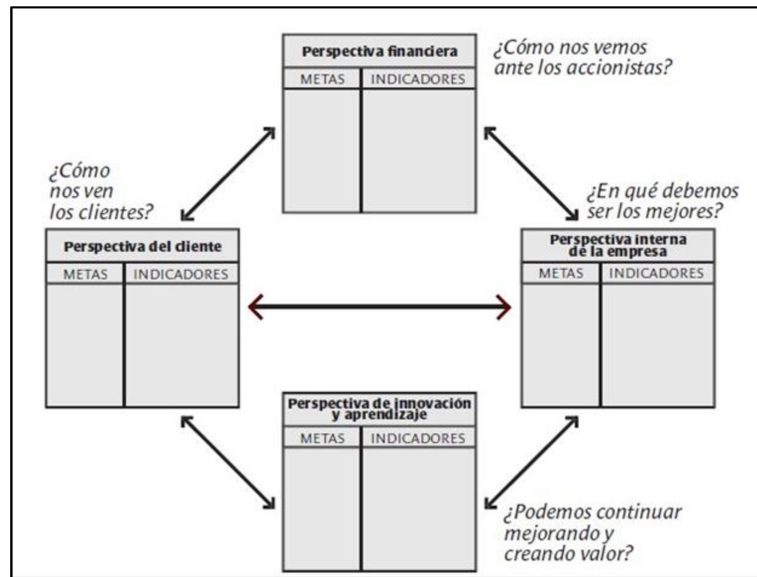 Perspectiva financiera
METAS INDICADORES
¿Cómo nos vemos
ante los accionistas?
¿Cómo
nos ven
los clientes?
Perspectiva del cliente
METAS INDICADORES
¿En qué debemos
ser los mejores?
Perspectiva interna
de la empresa
METAS INDICADORES
Perspectiva de innovación
y aprendizaje
METAS INDICADORES
¿Podemos continuar
mejorando y
creando valor?